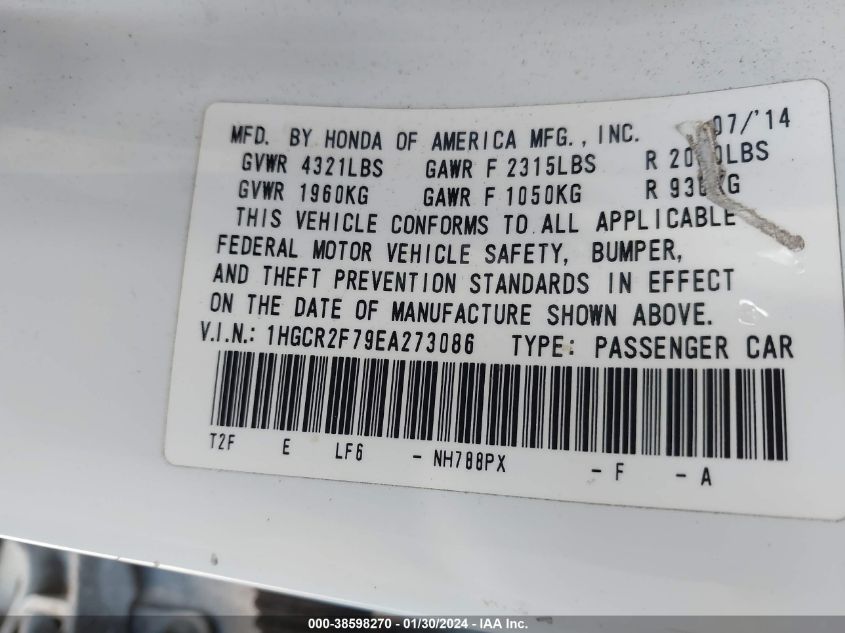 MFD. BY HONDA OF AMERICA MFG., INC. 07/'14
GVWR 4321LBS GAWR F 2315LBS R LBS
GVWR 1960KG GAWR F 1050KG R KG
THIS VEHICLE CONFORMS TO ALL APPLICABLE
FEDERAL MOTOR VEHICLE SAFETY, BUMPER,
AND THEFT PREVENTION STANDARDS IN EFFECT
ON THE DATE OF MANUFACTURE SHOWN ABOVE.
V.I.N.: 1HGCR2F79EA273086 TYPE: PASSENGER CAR
T2F E LF6 - NH788PX - F - A
000-38598270 - 01/30/2024 - IAA Inc.